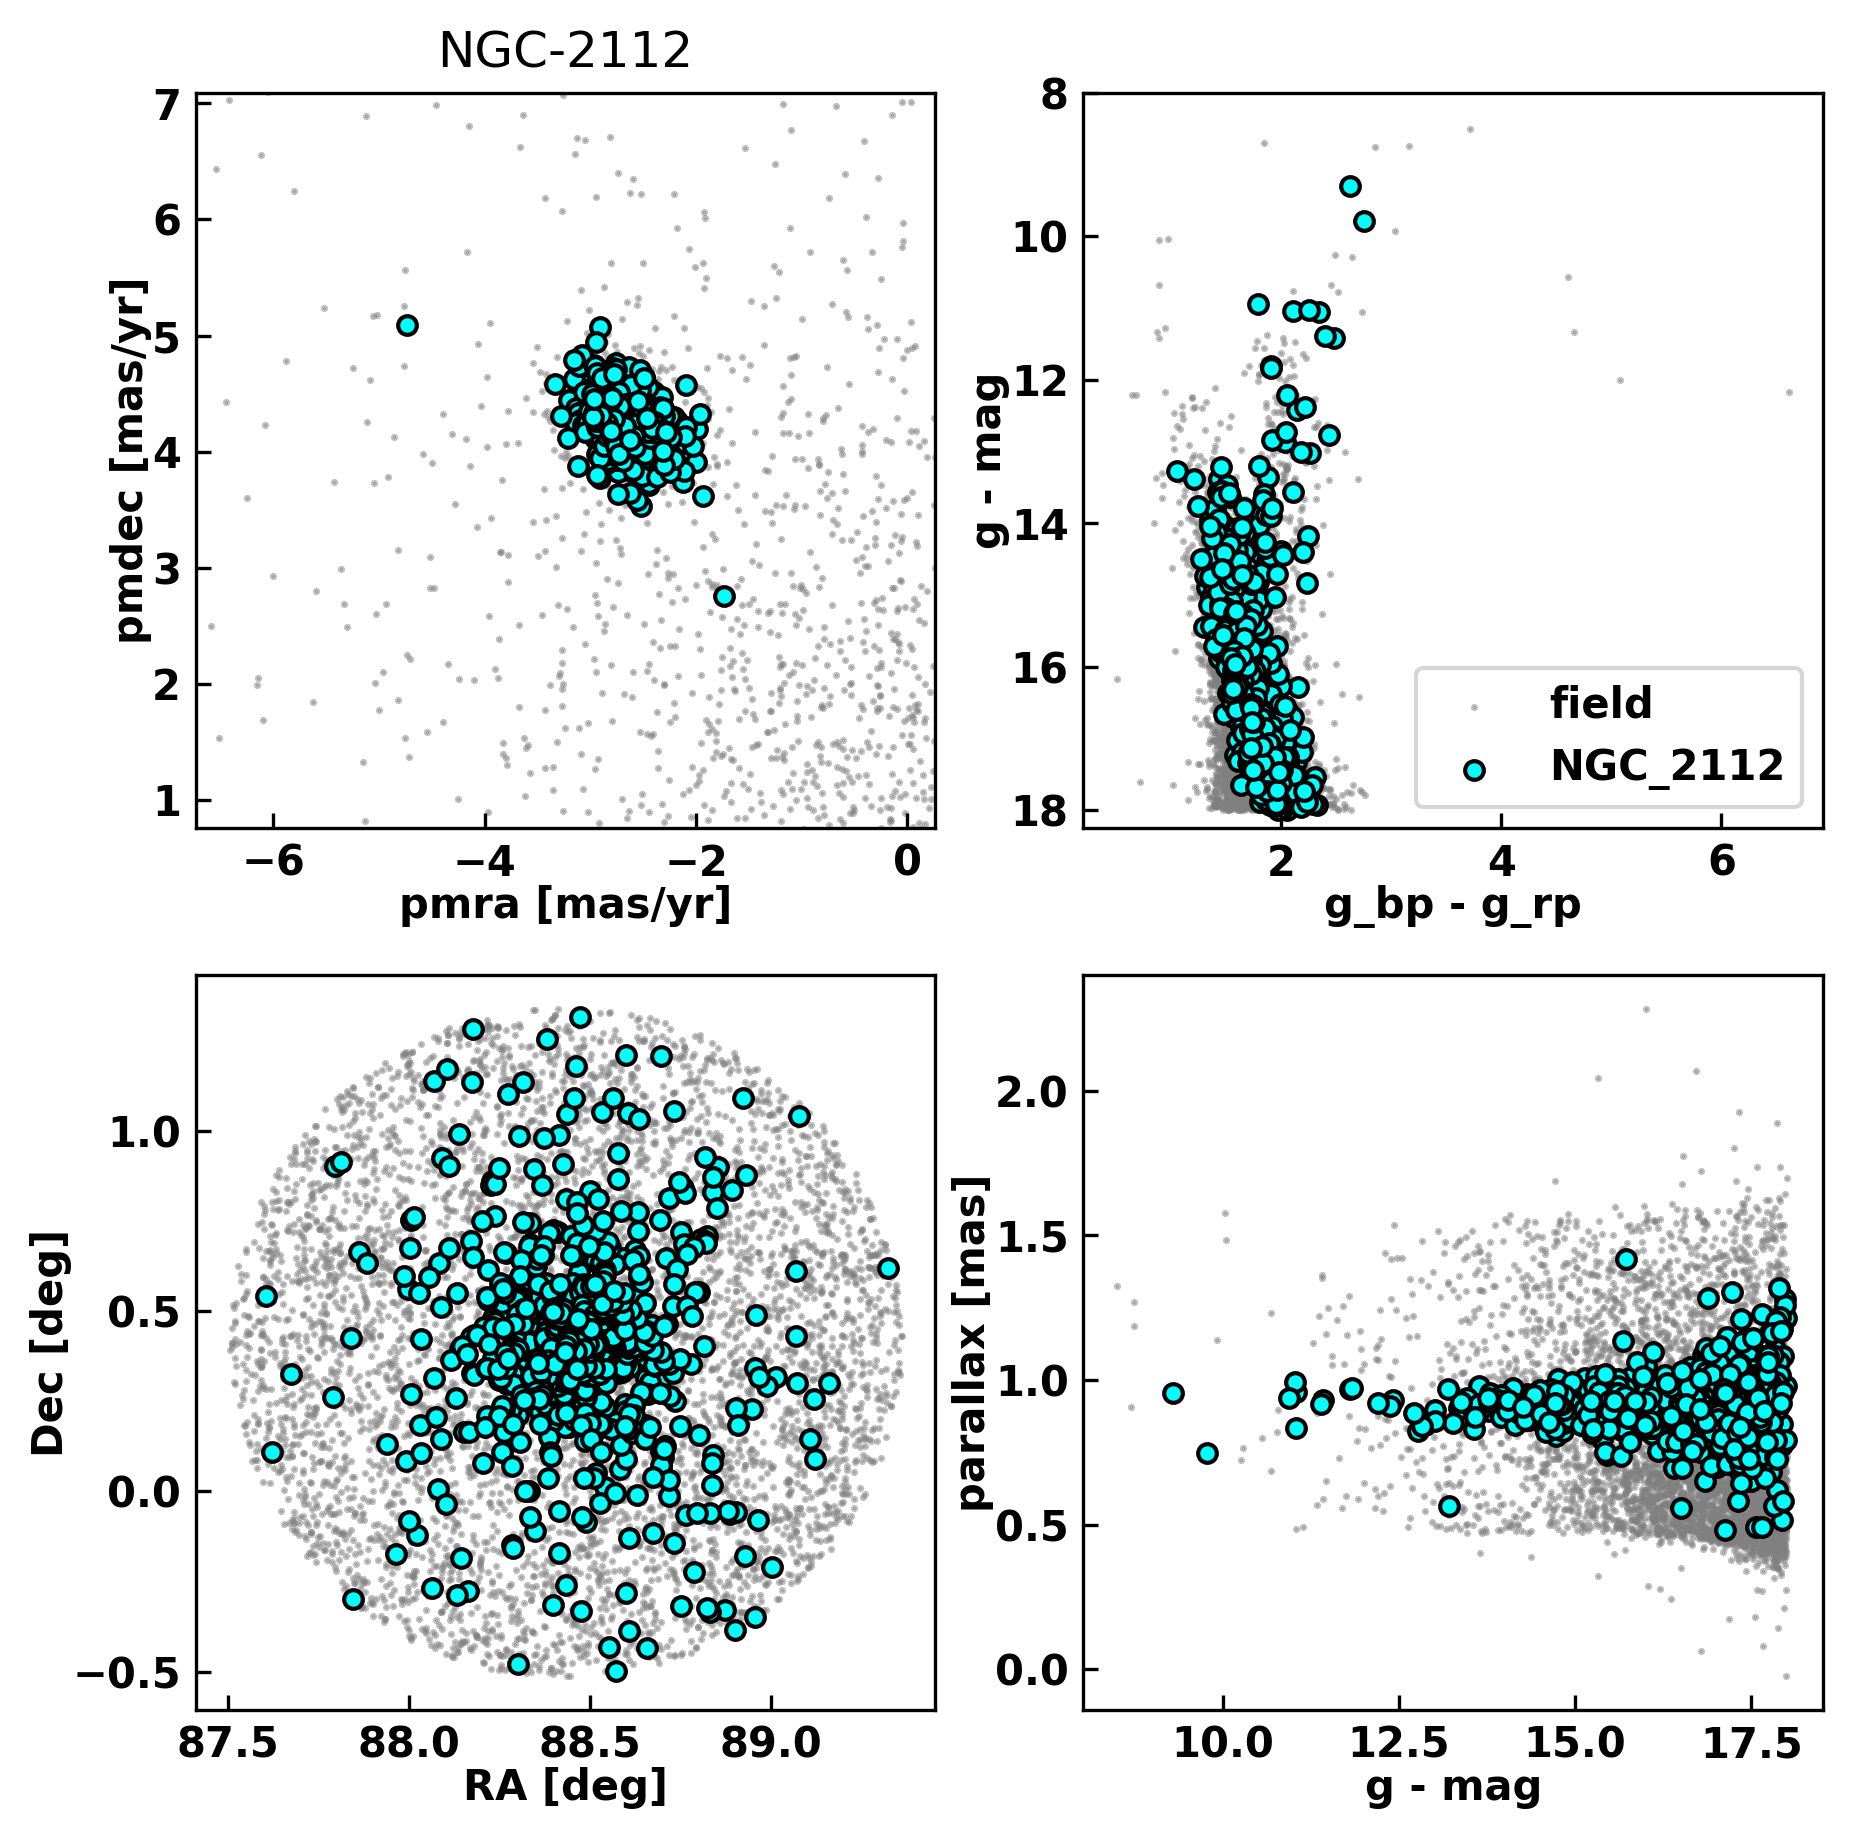 NGC-2112
7
6
5
4
3
2
1
pmdec [mas/yr]
−6 −4 −2 0
pmra [mas/yr]
8
10
12
14
16
18
g - mag
field
NGC_2112
2 4 6
g_bp - g_rp
1.0
0.5
0.0
−0.5
Dec [deg]
87.5 88.0 88.5 89.0
RA [deg]
2.0
1.5
1.0
0.5
0.0
parallax [mas]
10.0 12.5 15.0 17.5
g - mag